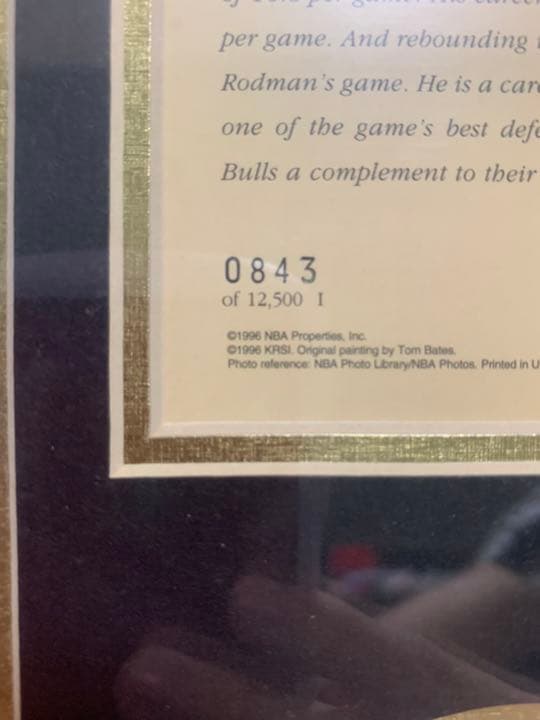 per game. And rebounding
Rodman's game. He is a
one of the game's best
Bulls a complement to their
0843
of 12,500 I
©1996 NBA Properties, Inc.
©1996 KRSI. Original painting by Tom Bates.
Photo reference: NBA Photo Library/NBA Photos. Printed in